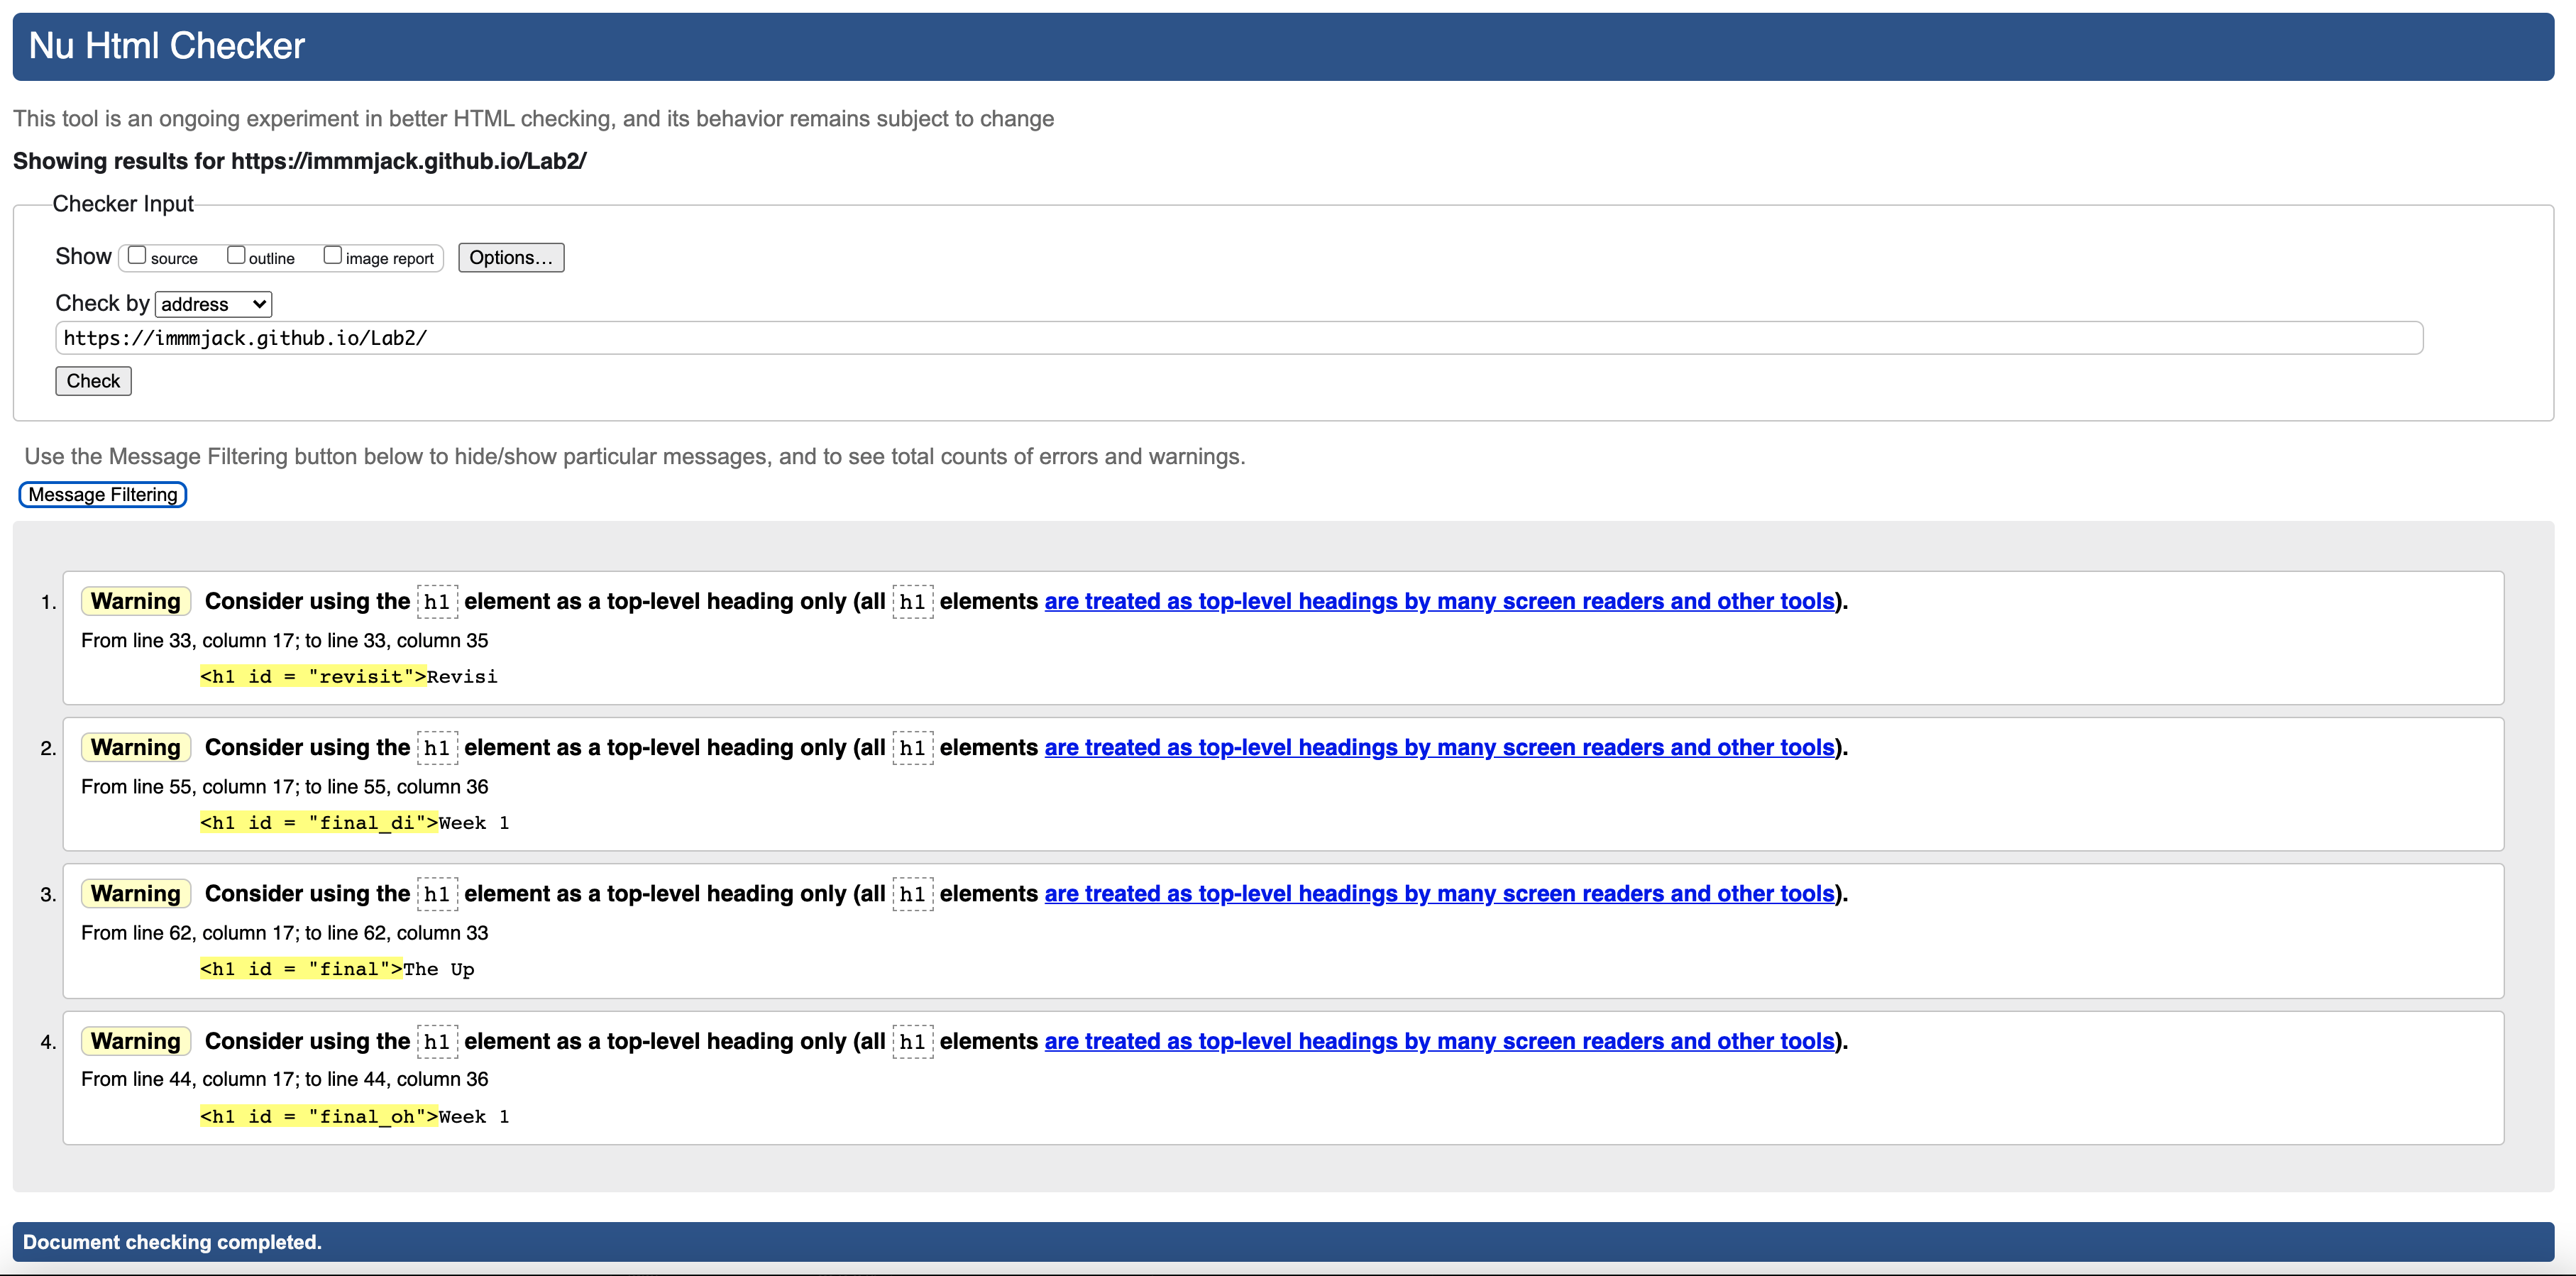 Nu Html Checker
This tool is an ongoing experiment in better HTML checking, and its behavior remains subject to change
Showing results for https://immmjack.github.io/Lab2/
Checker Input
Show source outline image report Options...
Check by address
https://immmjack.github.io/Lab2/
Check
Use the Message Filtering button below to hide/show particular messages, and to see total counts of errors and warnings.
Message Filtering
1. Warning Consider using the h1 element as a top-level heading only (all h1 elements are treated as top-level headings by many screen readers and other tools).
From line 33, column 17; to line 33, column 35
<h1 id = "revisit">Revisi
2. Warning Consider using the h1 element as a top-level heading only (all h1 elements are treated as top-level headings by many screen readers and other tools).
From line 55, column 17; to line 55, column 36
<h1 id = "final_di">Week 1
3. Warning Consider using the h1 element as a top-level heading only (all h1 elements are treated as top-level headings by many screen readers and other tools).
From line 62, column 17; to line 62, column 33
<h1 id = "final">The Up
4. Warning Consider using the h1 element as a top-level heading only (all h1 elements are treated as top-level headings by many screen readers and other tools).
From line 44, column 17; to line 44, column 36
<h1 id = "final_oh">Week 1
Document checking completed.